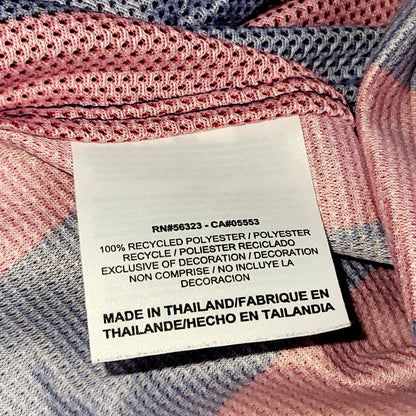 RN#56323 - CA#05553
100% RECYCLED POLYESTER / POLYESTER
RECYCLE / POLIESTER RECICLADO
EXCLUSIVE OF DECORATION / DECORATION
NON COMPRISE / NO INCLUYE LA
DECORACION
MADE IN THAILAND/FABRIQUE EN
THAILANDE/HECHO EN TAILANDIA